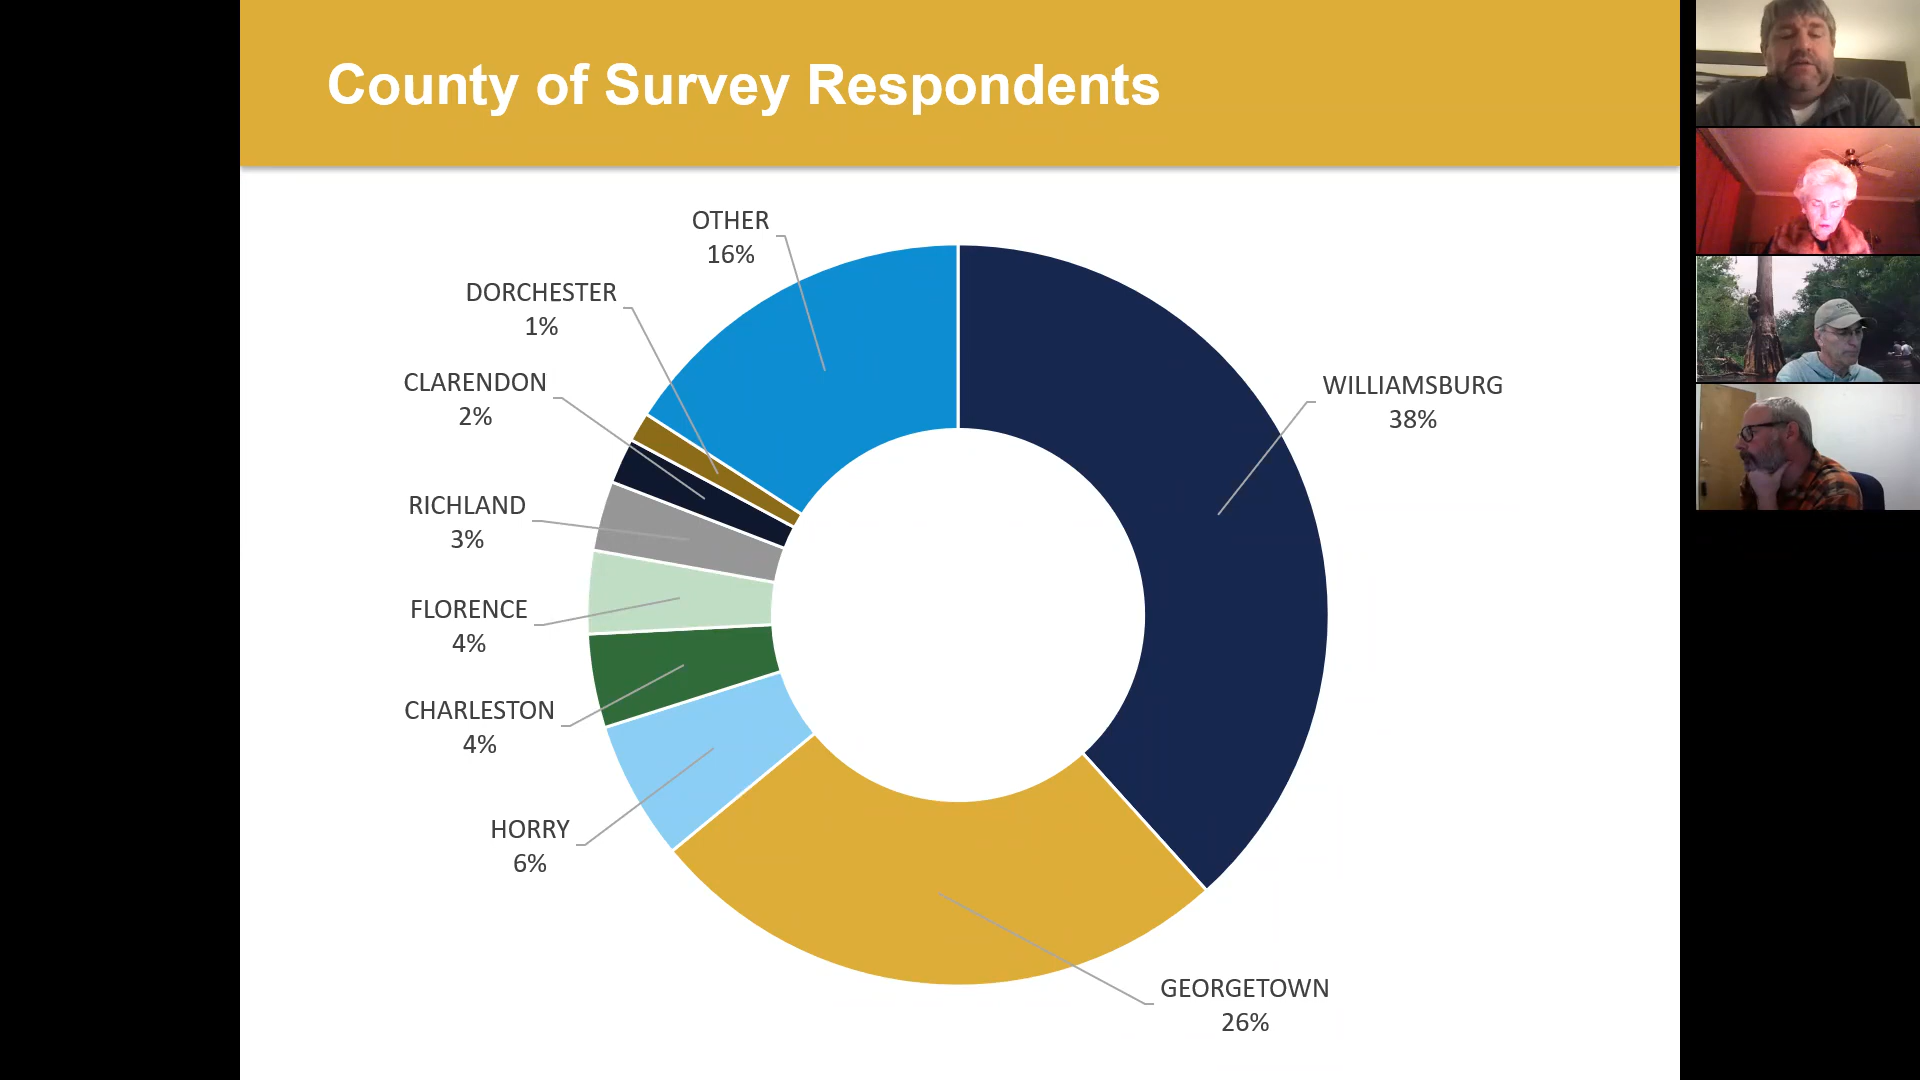 County of Survey Respondents
OTHER
16%
DORCHESTER
1%
CLARENDON
2%
WILLIAMSBURG
38%
RICHLAND
3%
FLORENCE
4%
CHARLESTON
4%
HORRY
6%
GEORGETOWN
26%